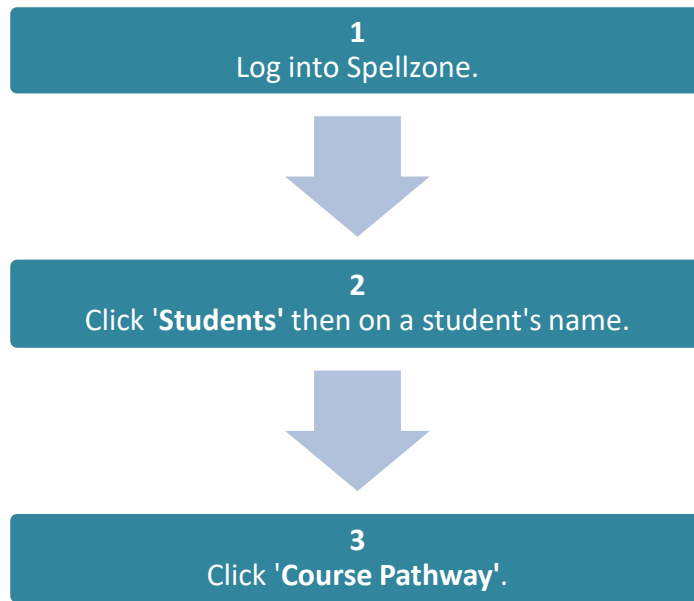 1
Log into Spellzone.
2
Click 'Students' then on a student's name.
3
Click 'Course Pathway'.